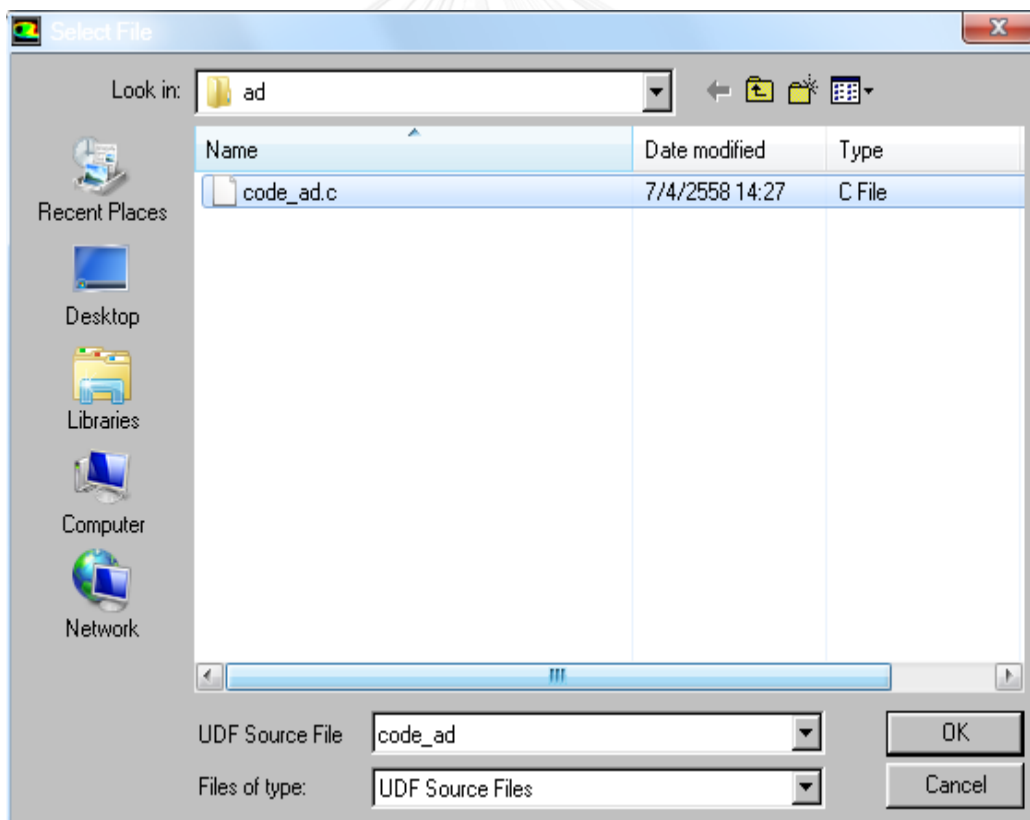 Select File
Look in: ad
Name Date modified Type
code_ad.c 7/4/2558 14:27 C File
Recent Places
Desktop
Libraries
Computer
Network
UDF Source File code_ad OK
Files of type: UDF Source Files Cancel